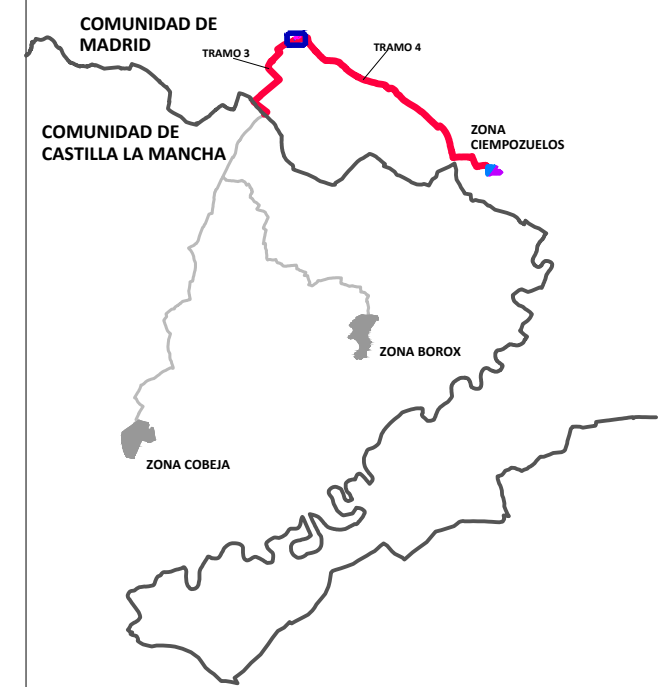 COMUNIDAD DE
MADRID
TRAMO 3
TRAMO 4
COMUNIDAD DE
CASTILLA LA MANCHA
ZONA
CIEMPOZUELOS
ZONA BOROX
ZONA COBEJA